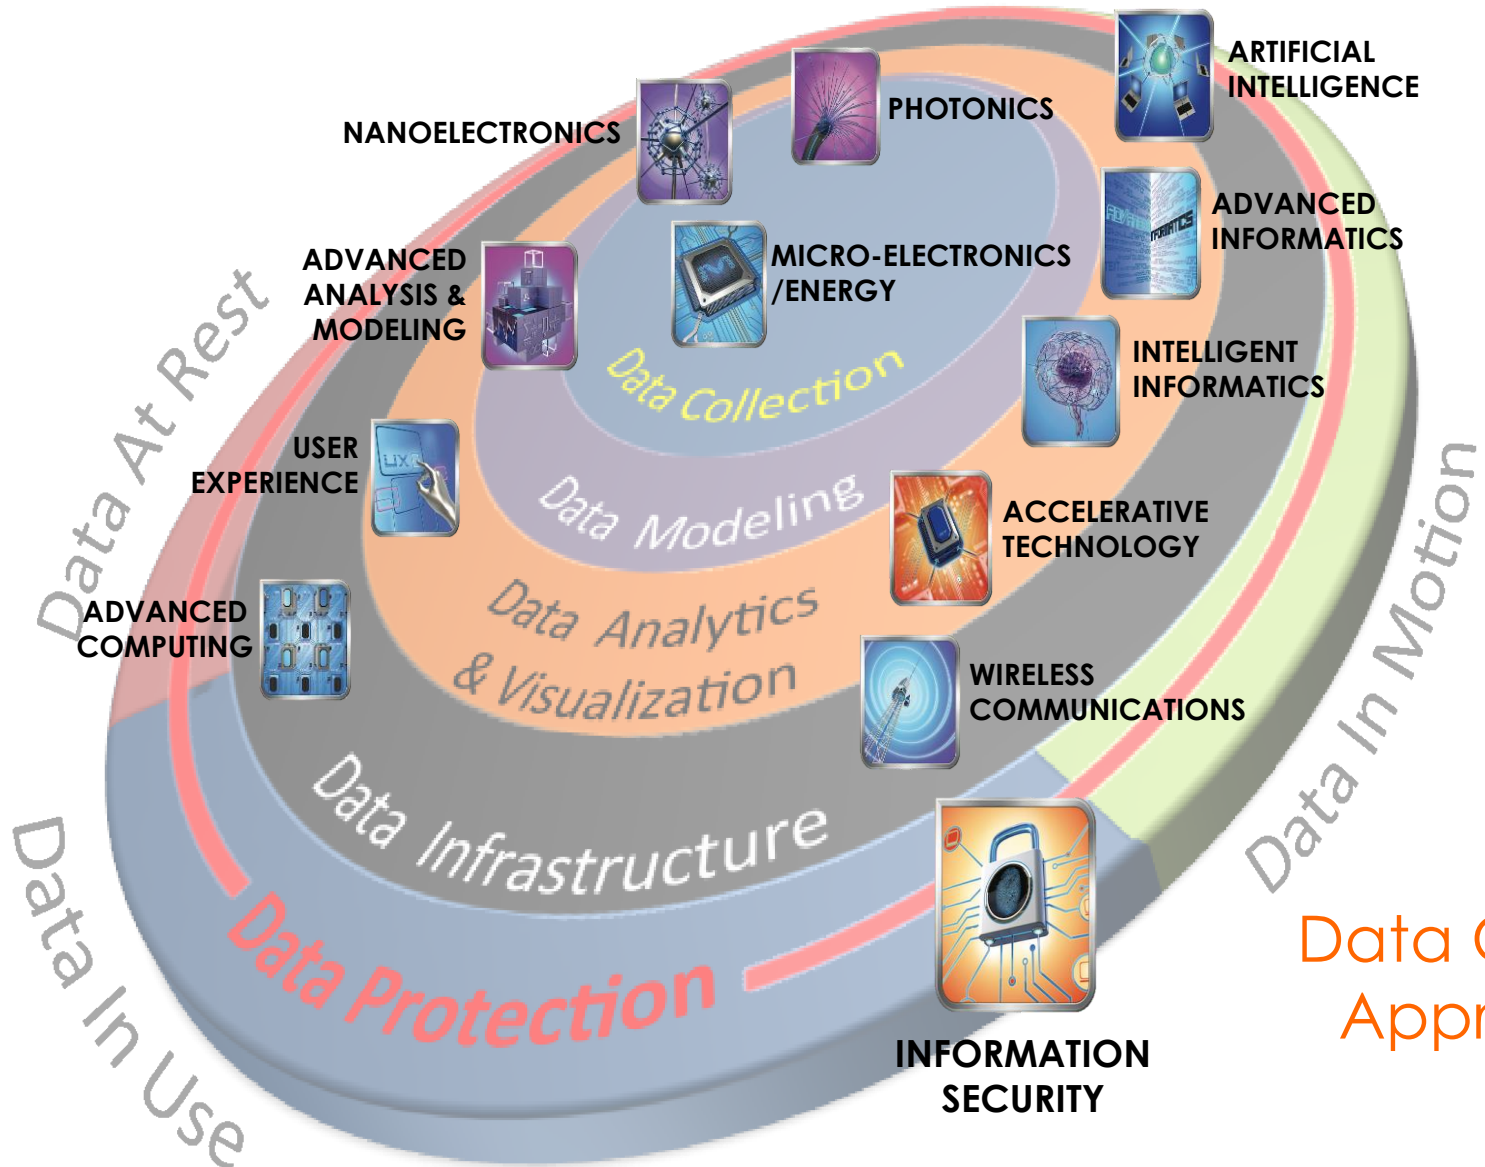 ARTIFICIAL
INTELLIGENCE
PHOTONICS
NANOELECTRONICS
ADVANCED
INFORMATICS
ADVANCED
ANALYSIS &
MODELING
MICRO-ELECTRONICS
/ENERGY
INTELLIGENT
INFORMATICS
Data Collection
USER
EXPERIENCE
UX
Data Modeling
ACCELERATIVE
TECHNOLOGY
Data At Rest
Data In Motion
Data Analytics
& Visualization
ADVANCED
COMPUTING
WIRELESS
COMMUNICATIONS
Data Infrastructure
Data Protection
Data In Use
INFORMATION
SECURITY
Data